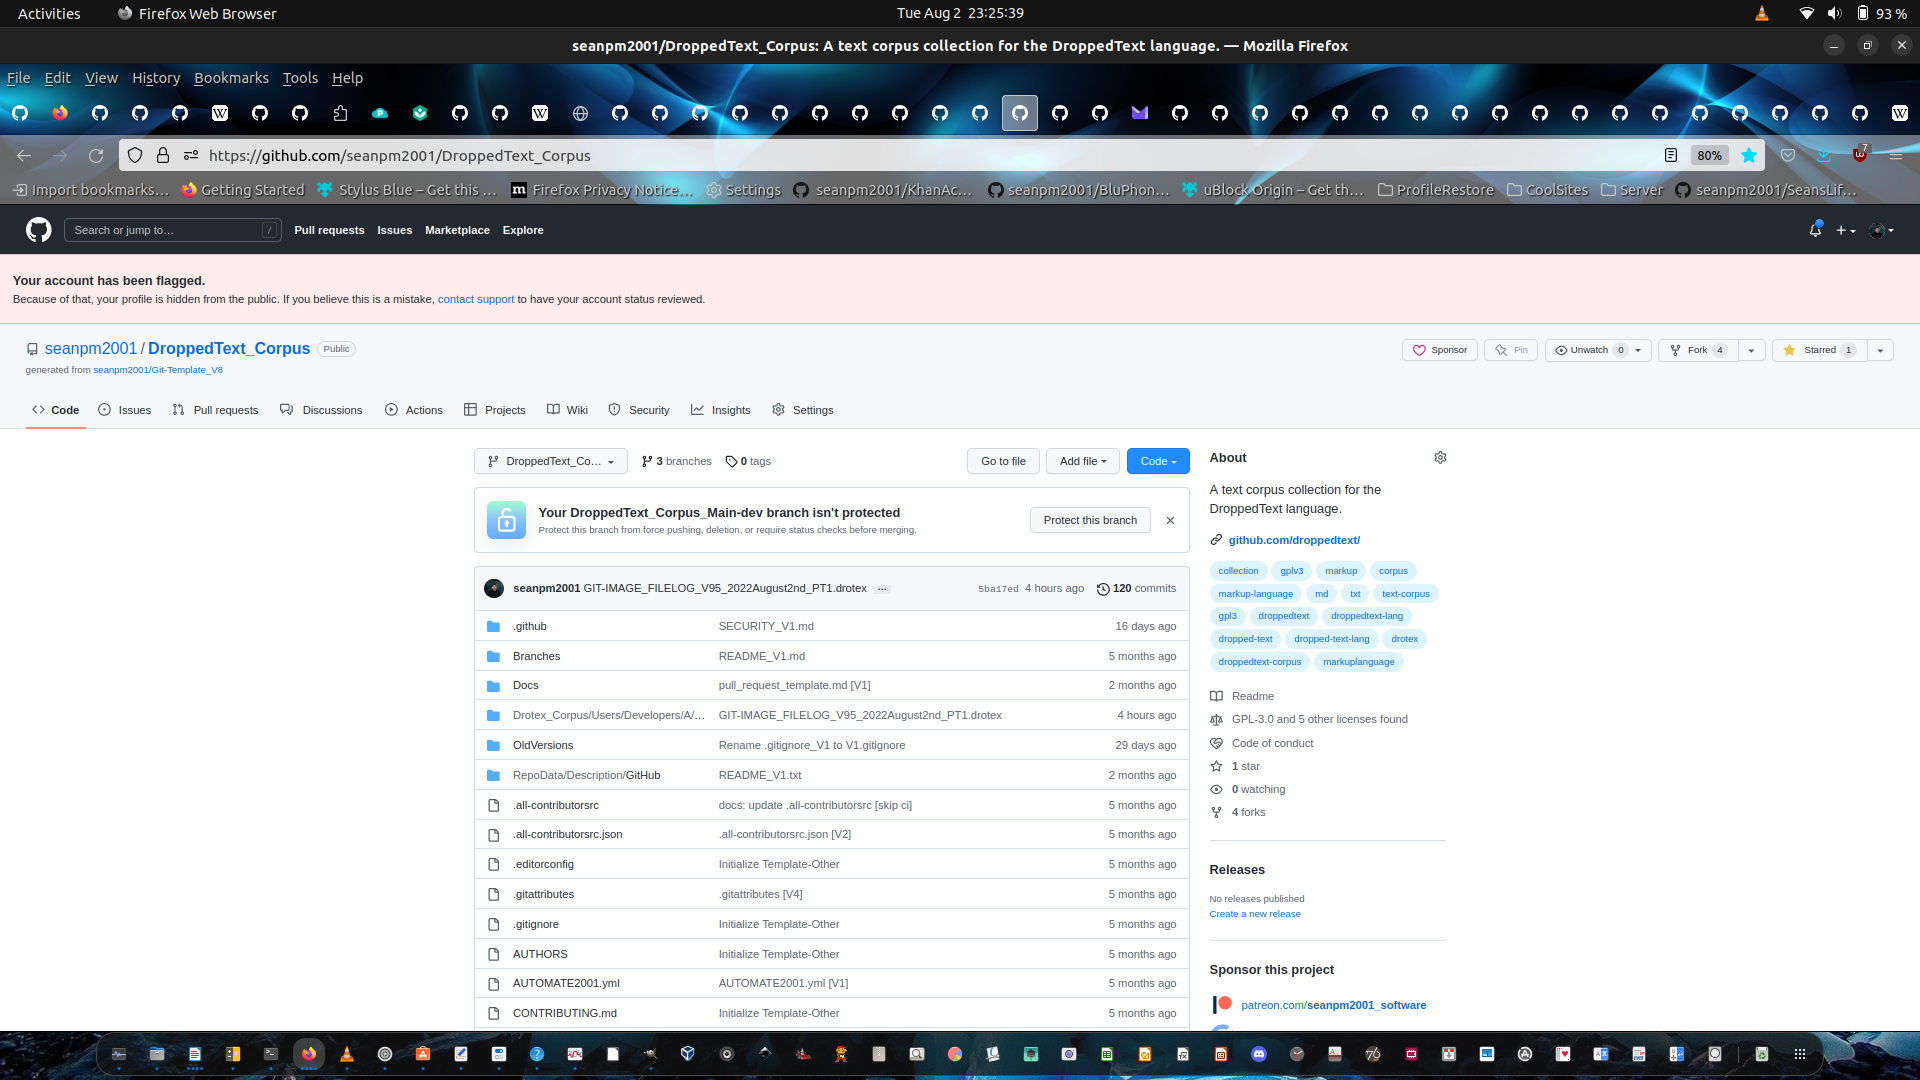 Activities
Firefox Web Browser
Tue Aug 2 23:25:39
93 %
seanpm2001/DroppedText_Corpus: A text corpus collection for the DroppedText language. — Mozilla Firefox
File Edit View History Bookmarks Tools Help
https://github.com/seanpm2001/DroppedText_Corpus
80%
7
Import bookmarks…
Getting Started
Stylus Blue – Get this …
Firefox Privacy Notice…
Settings
seanpm2001/KhanAc…
seanpm2001/BluPhon…
uBlock Origin – Get th…
ProfileRestore
CoolSites
Server
seanpm2001/SeansLif…
Search or jump to…
/
Pull requests
Issues
Marketplace
Explore
Your account has been flagged.
Because of that, your profile is hidden from the public. If you believe this is a mistake, contact support to have your account status reviewed.
seanpm2001 / DroppedText_Corpus
Public
Sponsor
Pin
Unwatch 0
Fork 4
Starred 1
generated from seanpm2001/Git-Template_V8
Code
Issues
Pull requests
Discussions
Actions
Projects
Wiki
Security
Insights
Settings
DroppedText_Co…
3 branches
0 tags
Go to file
Add file
Code
Your DroppedText_Corpus_Main-dev branch isn't protected
Protect this branch from force pushing, deletion, or require status checks before merging.
Protect this branch
seanpm2001 GIT-IMAGE_FILELOG_V95_2022August2nd_PT1.drotex …
5ba17ed 4 hours ago
120 commits
.github SECURITY_V1.md 16 days ago
Branches README_V1.md 5 months ago
Docs pull_request_template.md [V1] 2 months ago
Drotex_Corpus/Users/Developers/A/… GIT-IMAGE_FILELOG_V95_2022August2nd_PT1.drotex 4 hours ago
OldVersions Rename .gitignore_V1 to V1.gitignore 29 days ago
RepoData/Description/GitHub README_V1.txt 2 months ago
.all-contributorsrc docs: update .all-contributorsrc [skip ci] 5 months ago
.all-contributorsrc.json .all-contributorsrc.json [V2] 5 months ago
.editorconfig Initialize Template-Other 5 months ago
.gitattributes .gitattributes [V4] 5 months ago
.gitignore Initialize Template-Other 5 months ago
AUTHORS Initialize Template-Other 5 months ago
AUTOMATE2001.yml AUTOMATE2001.yml [V1] 5 months ago
CONTRIBUTING.md Initialize Template-Other 5 months ago
About
A text corpus collection for the
DroppedText language.
github.com/droppedtext/
collection gplv3 markup corpus
markup-language md txt text-corpus
gpl3 droppedtext droppedtext-lang
dropped-text dropped-text-lang drotex
droppedtext-corpus markuplanguage
Readme
GPL-3.0 and 5 other licenses found
Code of conduct
1 star
0 watching
4 forks
Releases
No releases published
Create a new release
Sponsor this project
patreon.com/seanpm2001_software